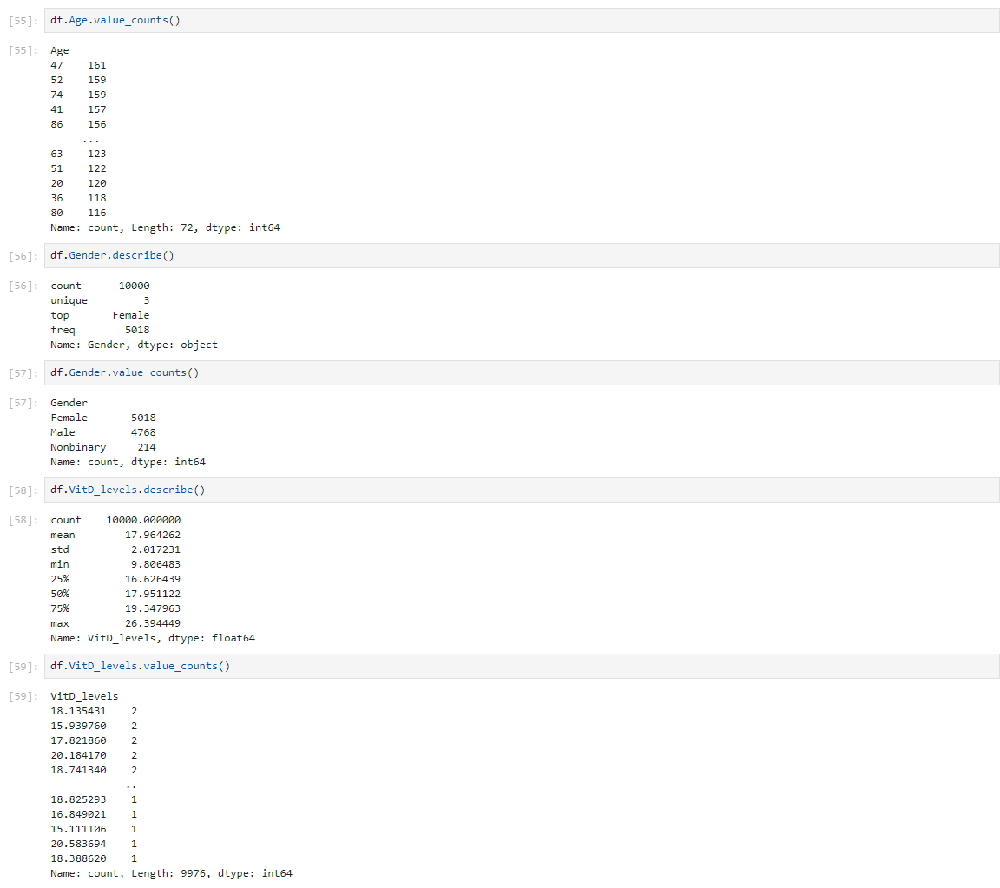 [55]: df.Age.value_counts()
[55]: Age
47    161
52    159
74    159
41    157
86    156
     ...
63    123
51    122
20    120
36    118
80    116
Name: count, Length: 72, dtype: int64
[56]: df.Gender.describe()
[56]: count      10000
unique         3
top       Female
freq        5018
Name: Gender, dtype: object
[57]: df.Gender.value_counts()
[57]: Gender
Female       5018
Male         4768
Nonbinary     214
Name: count, dtype: int64
[58]: df.VitD_levels.describe()
[58]: count    10000.000000
mean        17.964262
std          2.017231
min          9.806483
25%         16.626439
50%         17.951122
75%         19.347963
max         26.394449
Name: VitD_levels, dtype: float64
[59]: df.VitD_levels.value_counts()
[59]: VitD_levels
18.135431    2
15.939760    2
17.821860    2
20.184170    2
18.741340    2
            ..
18.825293    1
16.849021    1
15.111106    1
20.583694    1
18.388620    1
Name: count, Length: 9976, dtype: int64